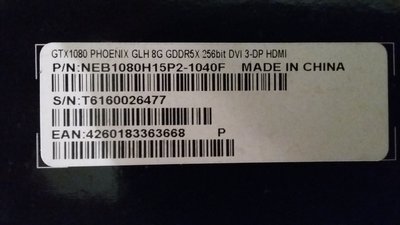 GTX1080 PHOENIX GLH 8G GDDR5X 256bit DVI 3-DP HDMI
P/N:NEB1080H15P2-1040F MADE IN CHINA
S/N:T6160026477
EAN:4260183363668 P